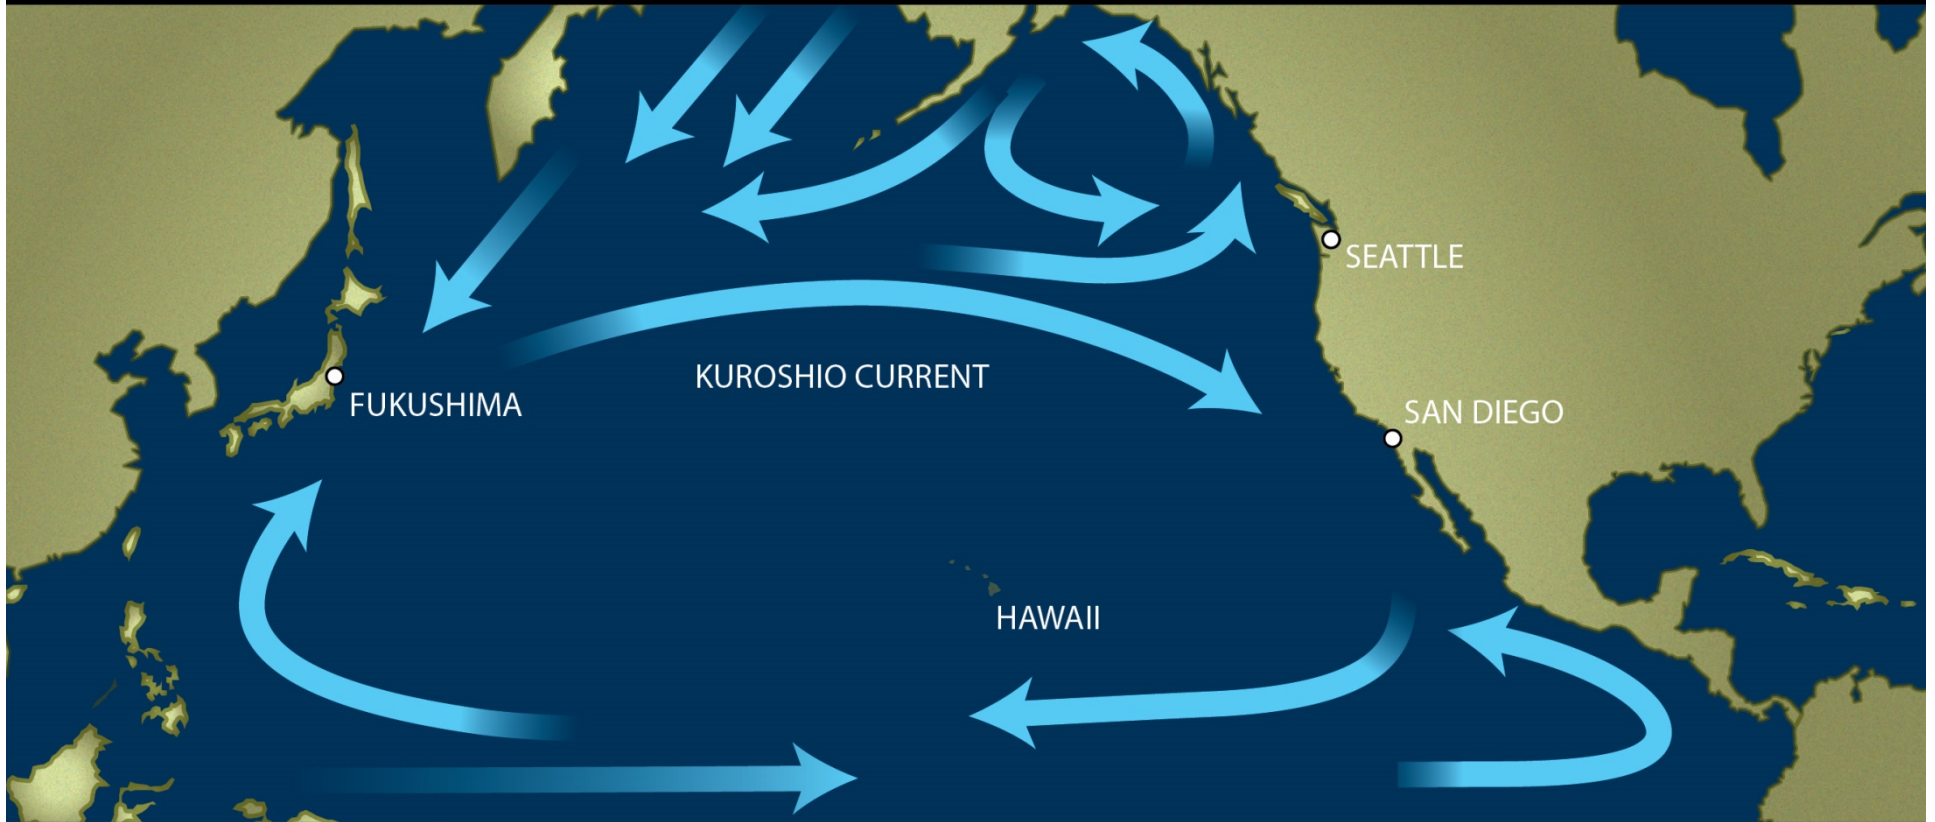 SEATTLE
KUROSHIO CURRENT
FUKUSHIMA
SAN DIEGO
HAWAII